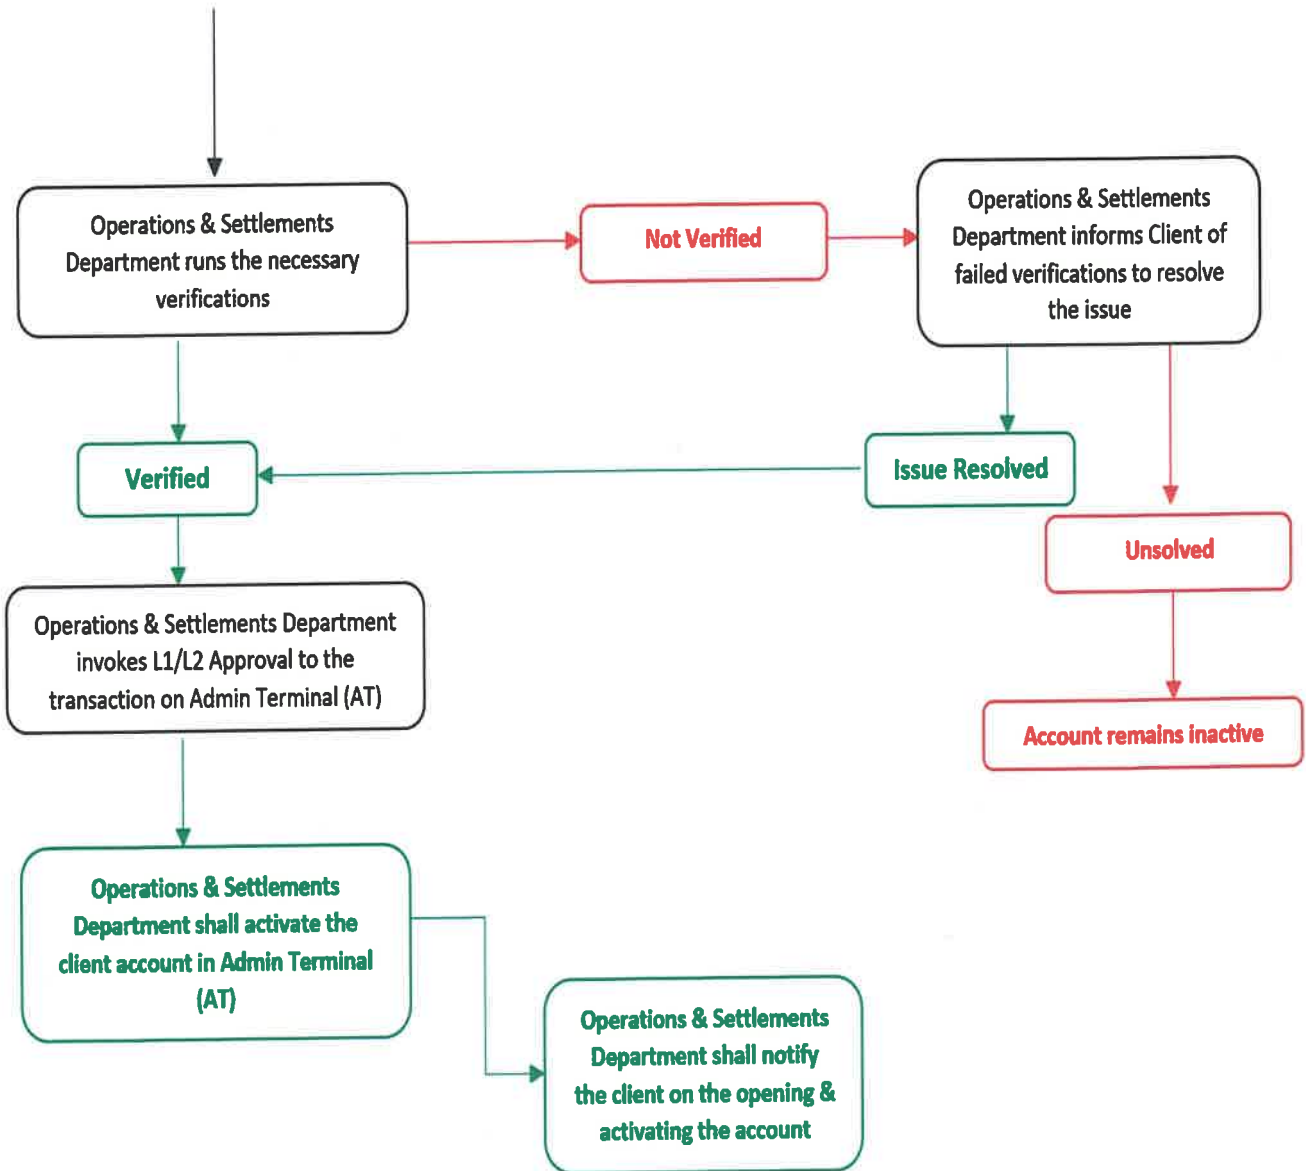 Operations & Settlements
Department runs the necessary
verifications
Not Verified
Operations & Settlements
Department informs Client of
failed verifications to resolve
the issue
Verified
Issue Resolved
Unsolved
Operations & Settlements Department
invokes L1/L2 Approval to the
transaction on Admin Terminal (AT)
Account remains inactive
Operations & Settlements
Department shall activate the
client account in Admin Terminal
(AT)
Operations & Settlements
Department shall notify
the client on the opening &
activating the account